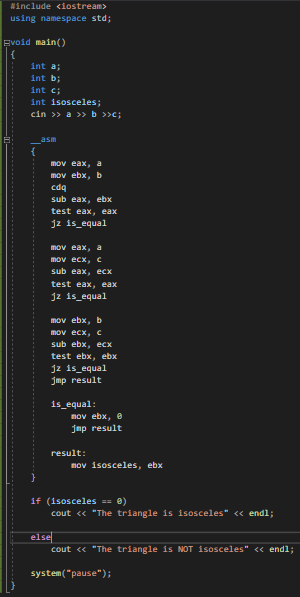 #include <iostream>
using namespace std;
void main()
{
int a;
int b;
int c;
int isosceles;
cin >> a >> b >>c;
__asm
{
mov eax, a
mov ebx, b
cdq
sub eax, ebx
test eax, eax
jz is_equal
mov eax, a
mov ecx, c
sub eax, ecx
test eax, eax
jz is_equal
mov ebx, b
mov ecx, c
sub ebx, ecx
test ebx, ebx
jz is_equal
jmp result
is_equal:
mov ebx, 0
jmp result
result:
mov isosceles, ebx
}
if (isosceles == 0)
cout << "The triangle is isosceles" << endl;
else
cout << "The triangle is NOT isosceles" << endl;
system("pause");
}